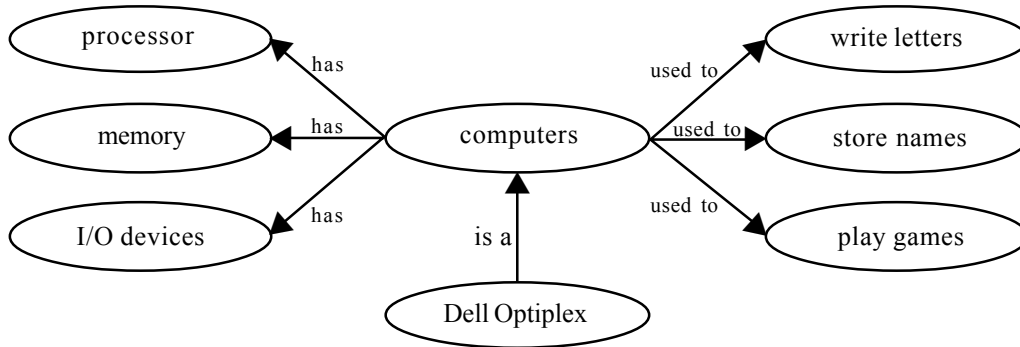 processor
has
write letters
used to
memory
has
computers
used to
store names
I/O devices
has
used to
play games
is a
Dell Optiplex